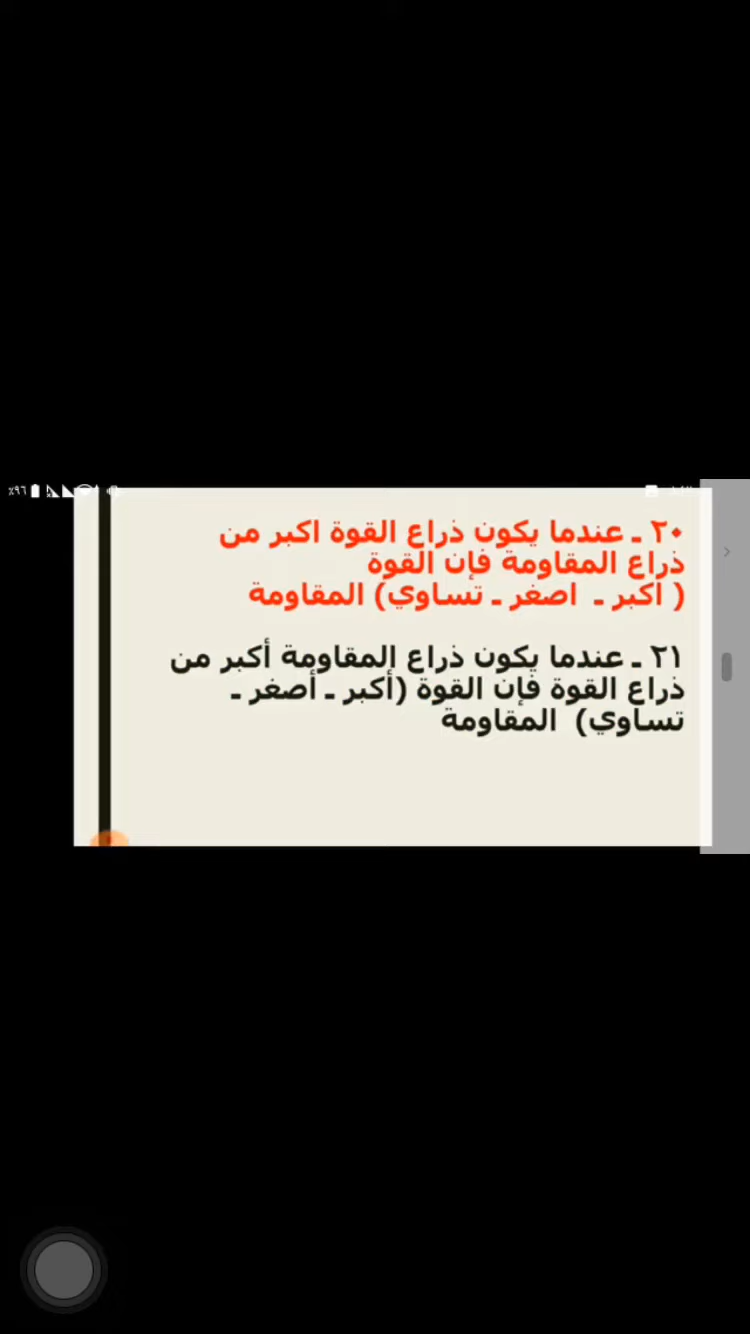 ٪٩٦
٢٠ ـ عندما يكون ذراع القوة اكبر من
ذراع المقاومة فإن القوة
( اكبر ـ اصغر ـ تساوي) المقاومة
٢١ ـ عندما يكون ذراع المقاومة أكبر من
ذراع القوة فإن القوة (أكبر ـ أصغر ـ
تساوي) المقاومة